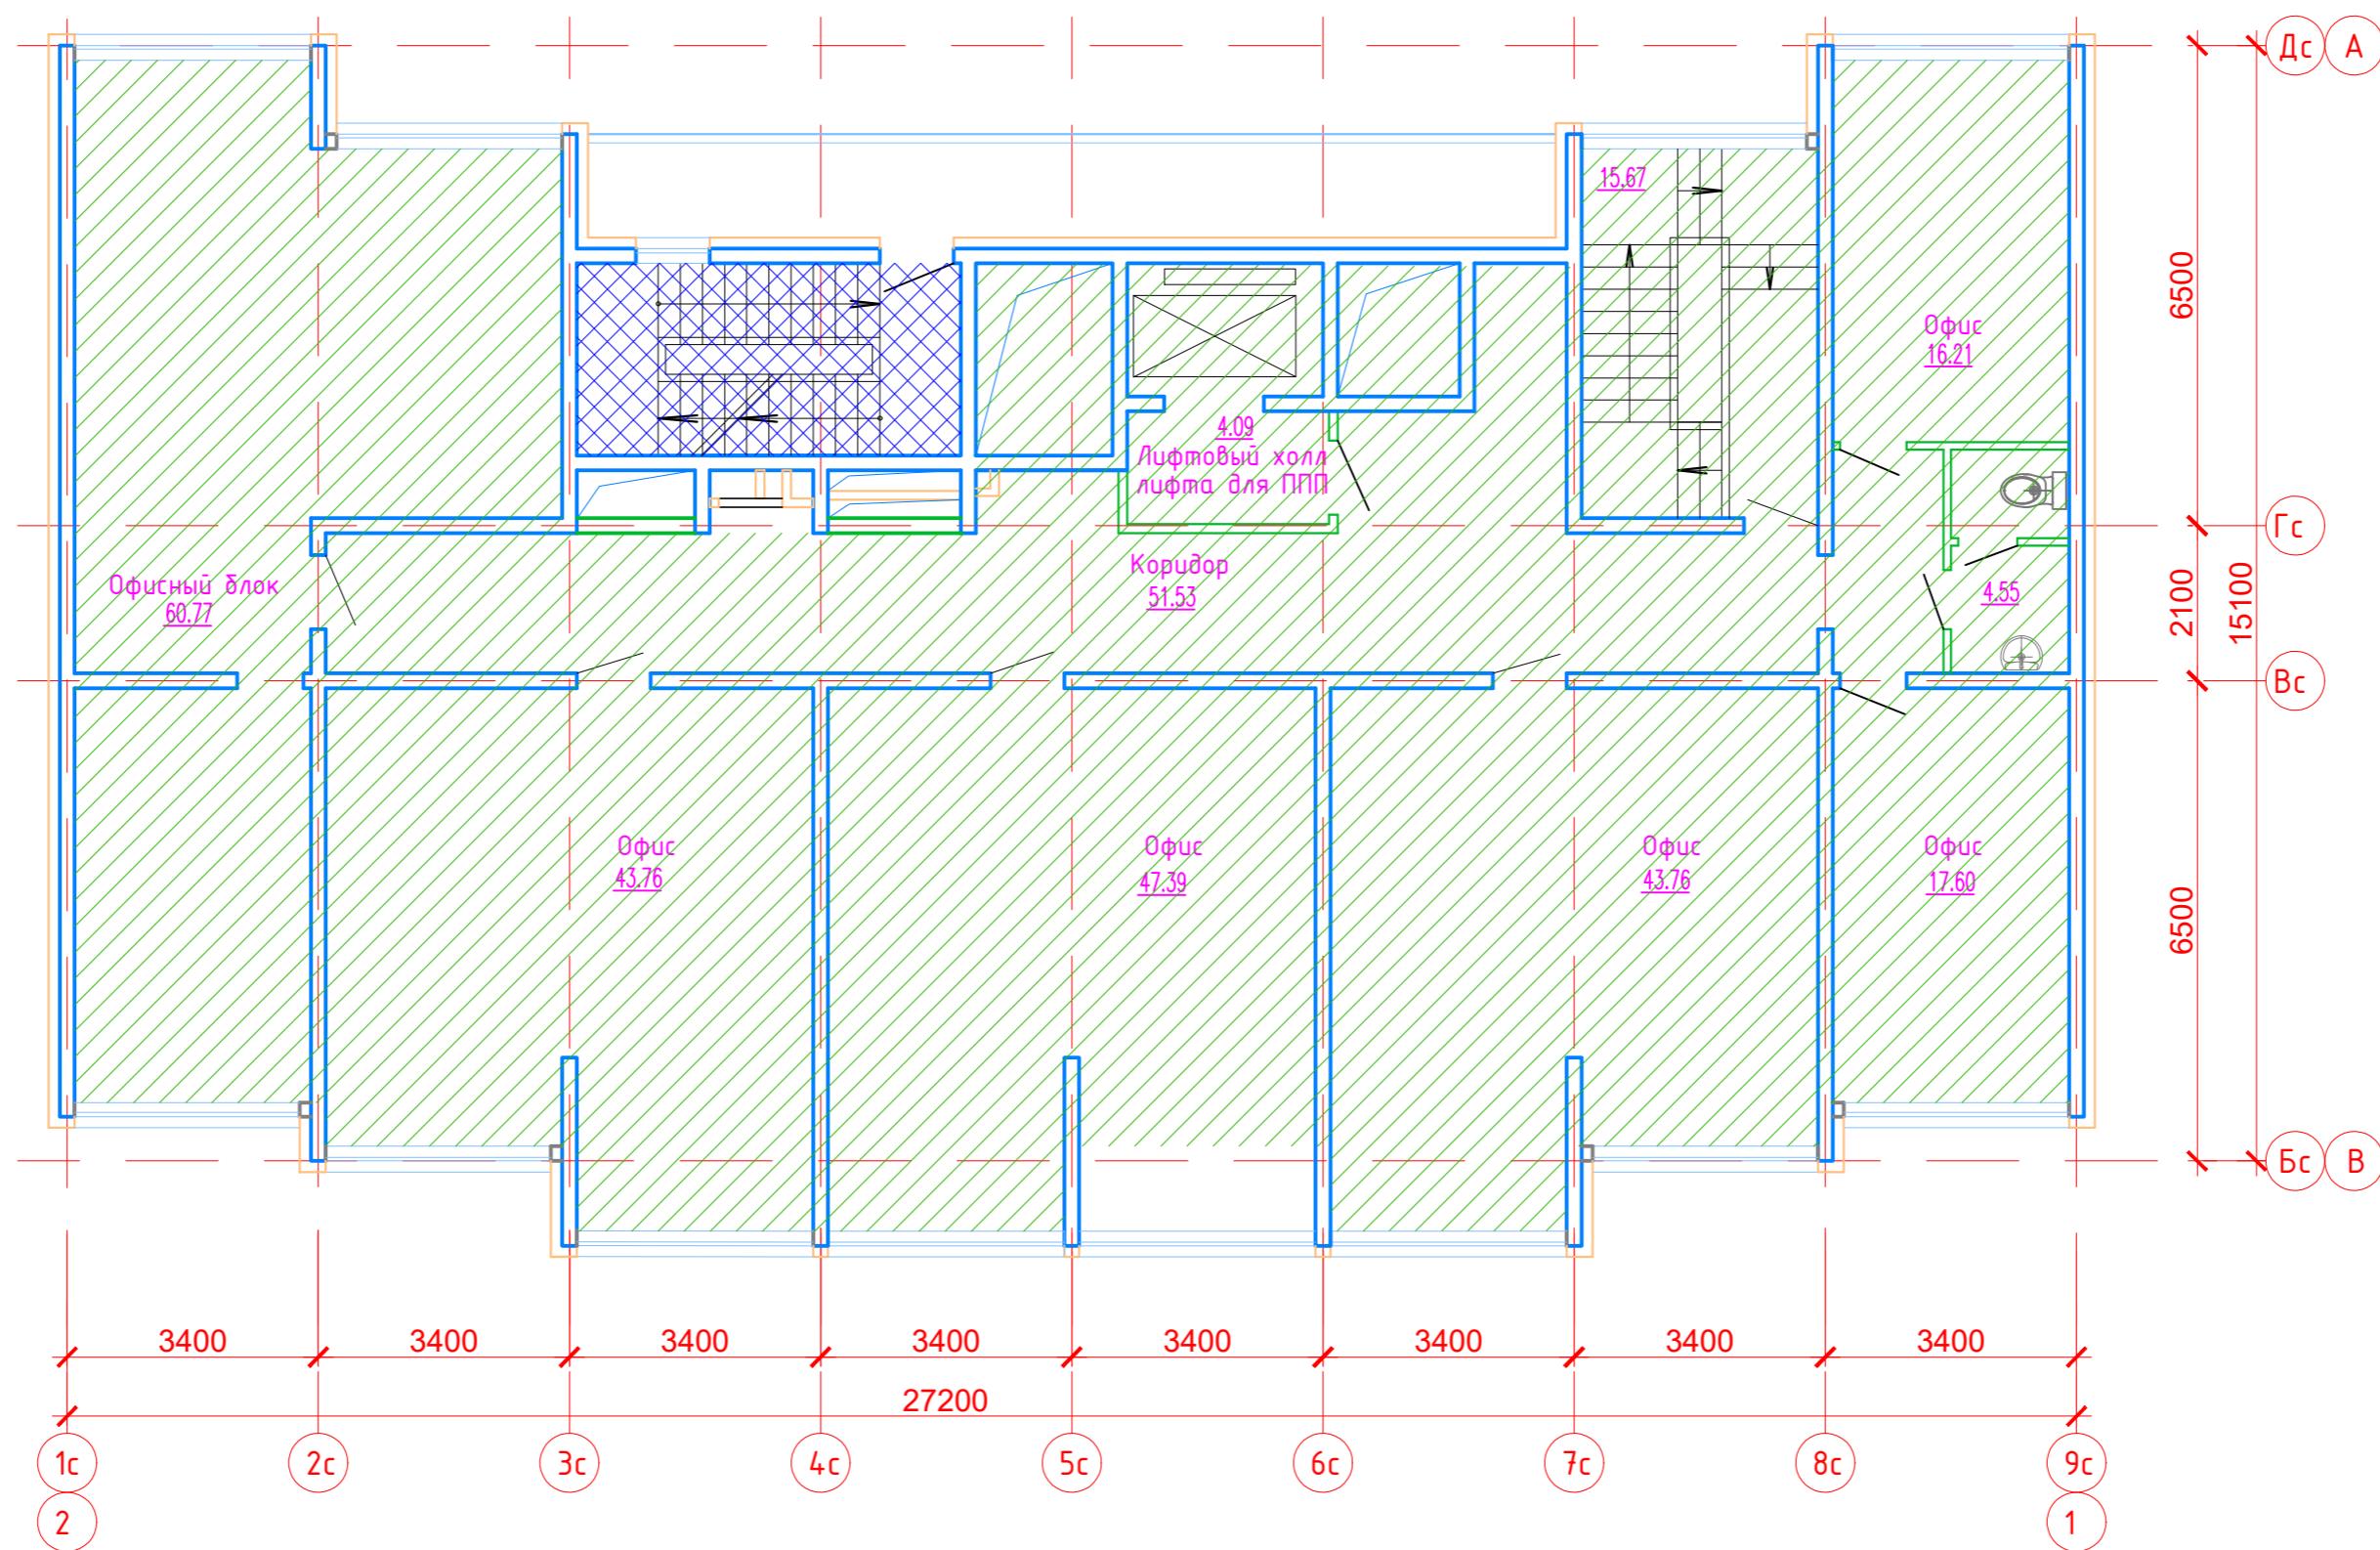 Дс А
15.67
Офис
16.21
6500
4.09
Лифтовый холл
лифта для ППП
Гс
Коридор
51.53
Офисный блок
60.77
4.55
2100
15100
Вс
Офис
43.76
Офис
47.39
Офис
43.76
Офис
17.60
6500
Бс В
3400 3400 3400 3400 3400 3400 3400 3400
27200
1с 2с 3с 4с 5с 6с 7с 8с 9с
2 1